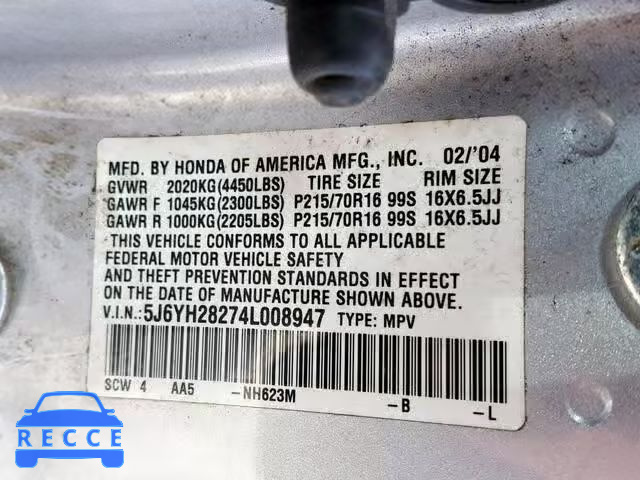 MFD. BY HONDA OF AMERICA MFG., INC. 02/'04
GVWR 2020KG(4450LBS) TIRE SIZE RIM SIZE
GAWR F 1045KG(2300LBS) P215/70R16 99S 16X6.5JJ
GAWR R 1000KG(2205LBS) P215/70R16 99S 16X6.5JJ
THIS VEHICLE CONFORMS TO ALL APPLICABLE
FEDERAL MOTOR VEHICLE SAFETY
AND THEFT PREVENTION STANDARDS IN EFFECT
ON THE DATE OF MANUFACTURE SHOWN ABOVE.
V.I.N.:5J6YH28274L008947 TYPE: MPV
SCW 4 AA5 -NH623M -B -L
RECCE